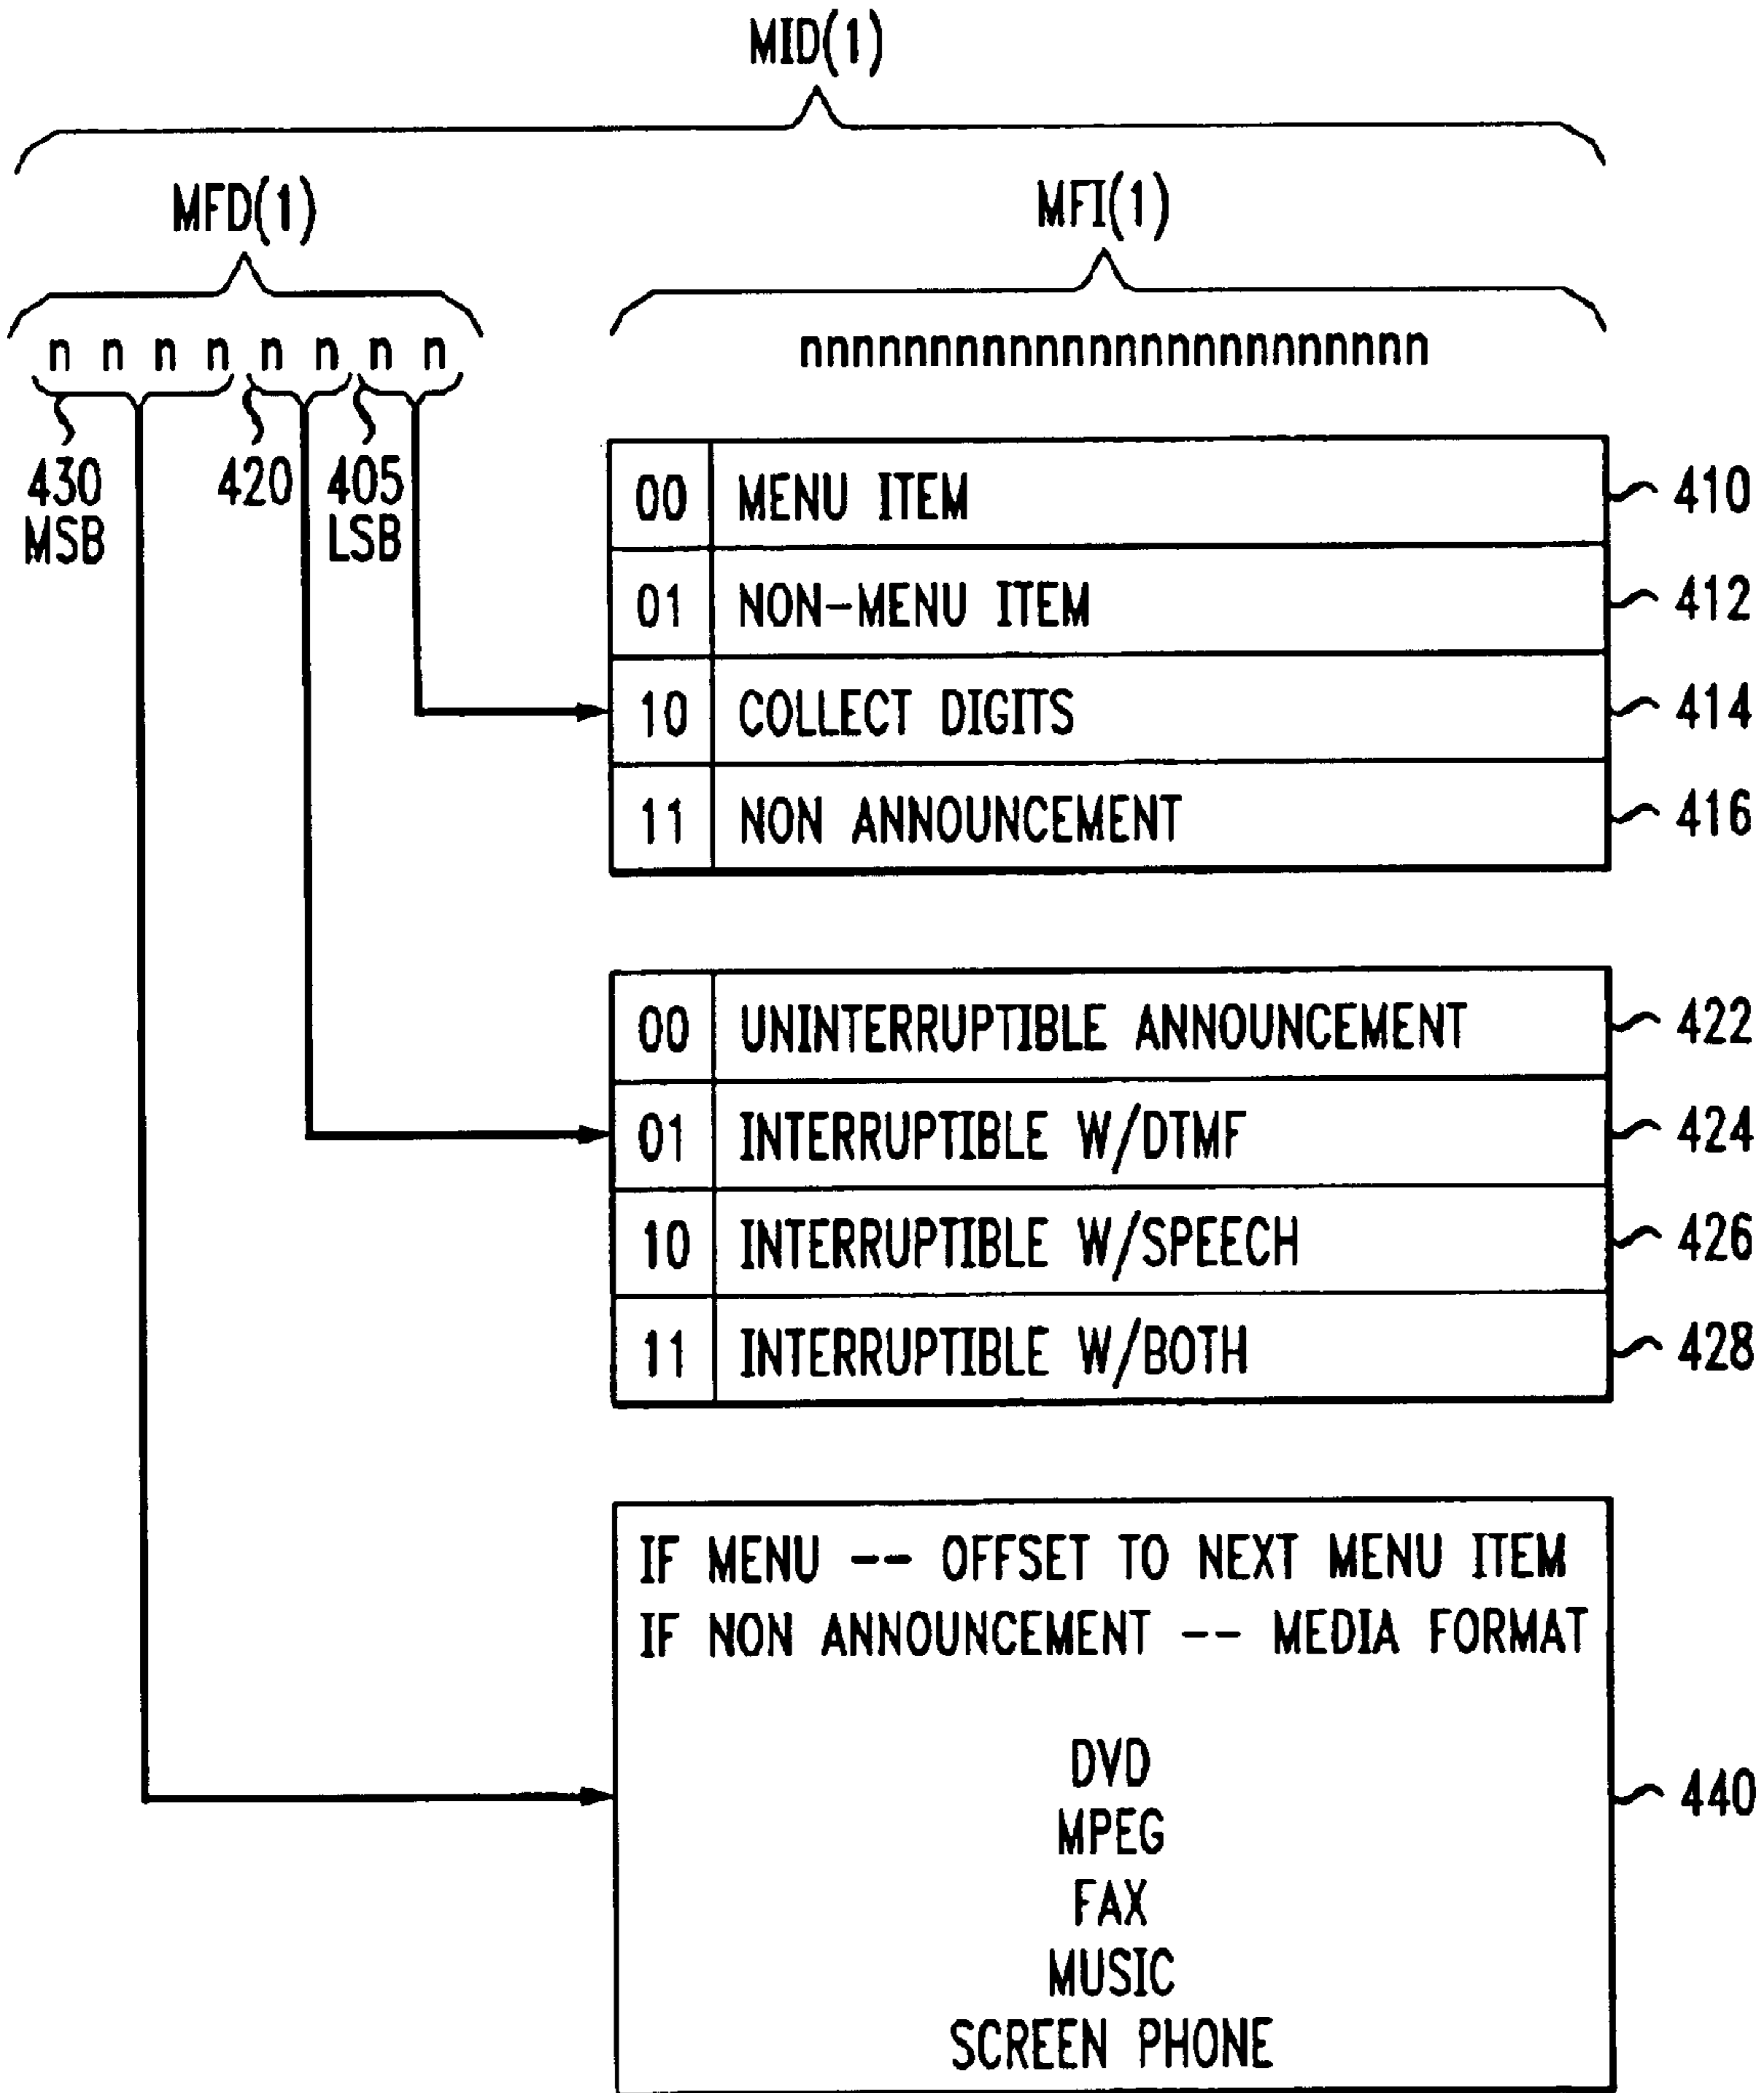 MID(1)
MFD(1)
MFI(1)
n n n n n n n n
nnnnnnnnnnnnnnnnnnnnnnnn
430 420 405
MSB LSB
00 MENU ITEM 410
01 NON-MENU ITEM 412
10 COLLECT DIGITS 414
11 NON ANNOUNCEMENT 416
00 UNINTERRUPTIBLE ANNOUNCEMENT 422
01 INTERRUPTIBLE W/DTMF 424
10 INTERRUPTIBLE W/SPEECH 426
11 INTERRUPTIBLE W/BOTH 428
IF MENU -- OFFSET TO NEXT MENU ITEM
IF NON ANNOUNCEMENT -- MEDIA FORMAT
DVD
MPEG
FAX
MUSIC
SCREEN PHONE
440